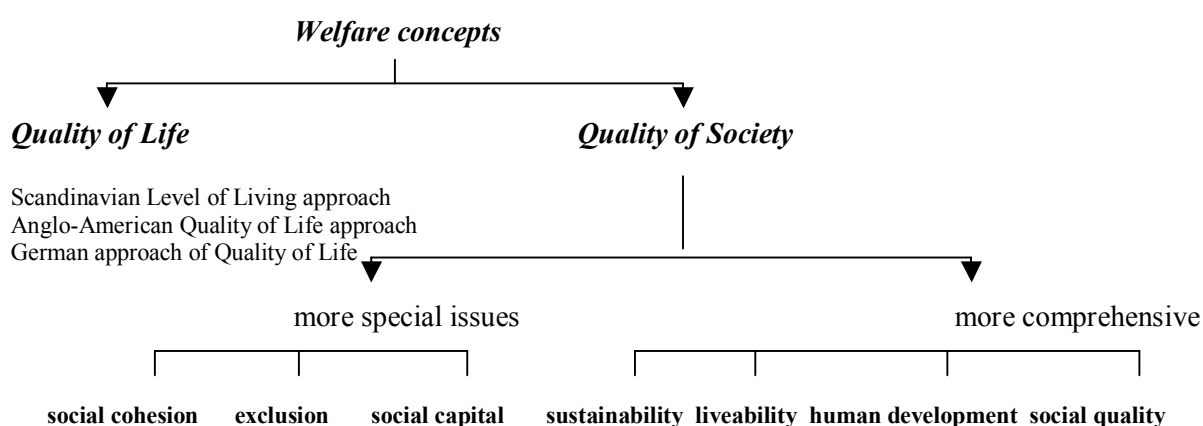 Welfare concepts
Quality of Life
Quality of Society
Scandinavian Level of Living approach
Anglo-American Quality of Life approach
German approach of Quality of Life
more special issues
more comprehensive
social cohesion exclusion social capital sustainability liveability human development social quality